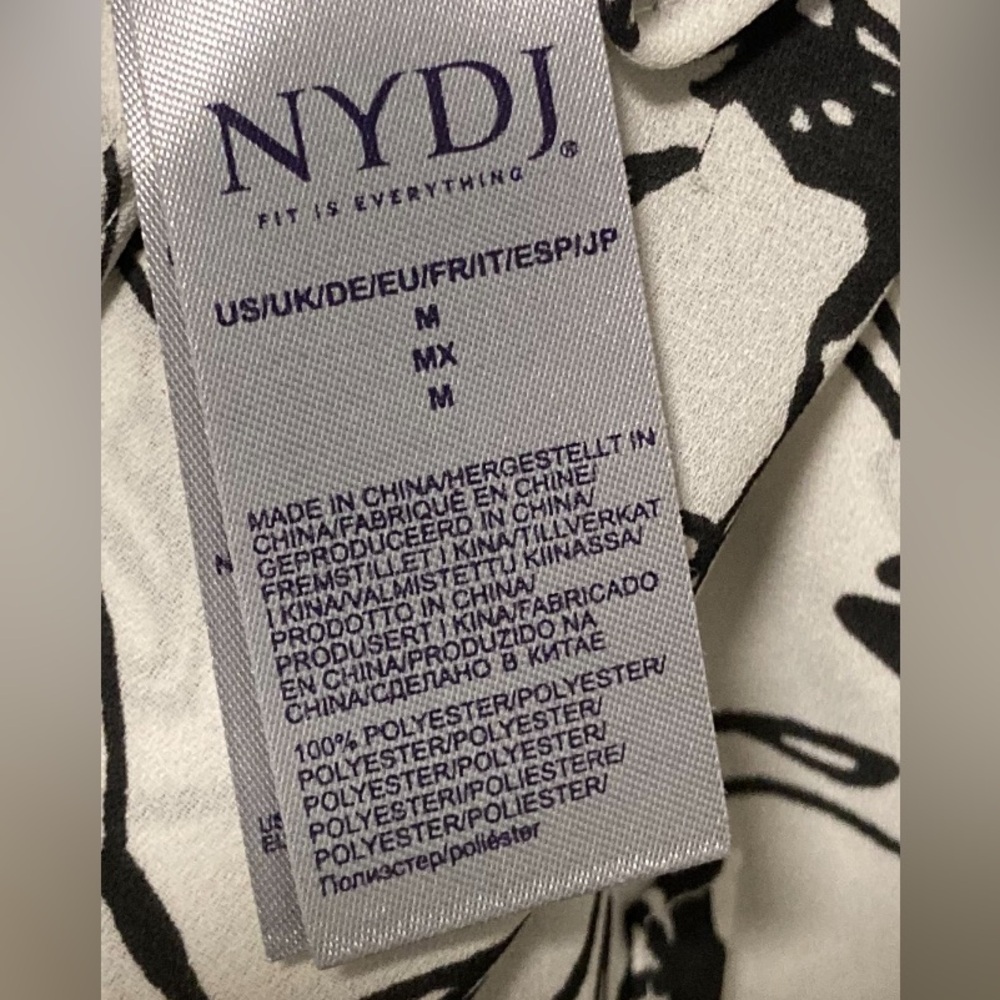 NYDJ®
FIT IS EVERYTHING
US/UK/DE/EU/FR/IT/ESP/JP
M
MX
M
MADE IN CHINA/HERGESTELLT IN
CHINA/FABRIQUÉ EN CHINE/
GEPRODUCEERD IN CHINA/
FREMSTILLET I KINA/TILLVERKAT
I KINA/VALMISTETTU KIINASSA/
PRODOTTO IN CHINA/
PRODUSERT I KINA/FABRICADO
EN CHINA/PRODUZIDO NA
CHINA/СДЕЛАНО В КИТАЕ
100% POLYESTER/POLYESTER/
POLYESTER/POLYESTER/
POLYESTER/POLYESTER/
POLYESTERI/POLIESTERE/
POLYESTER/POLIESTER/
Полиэстер/poliéster